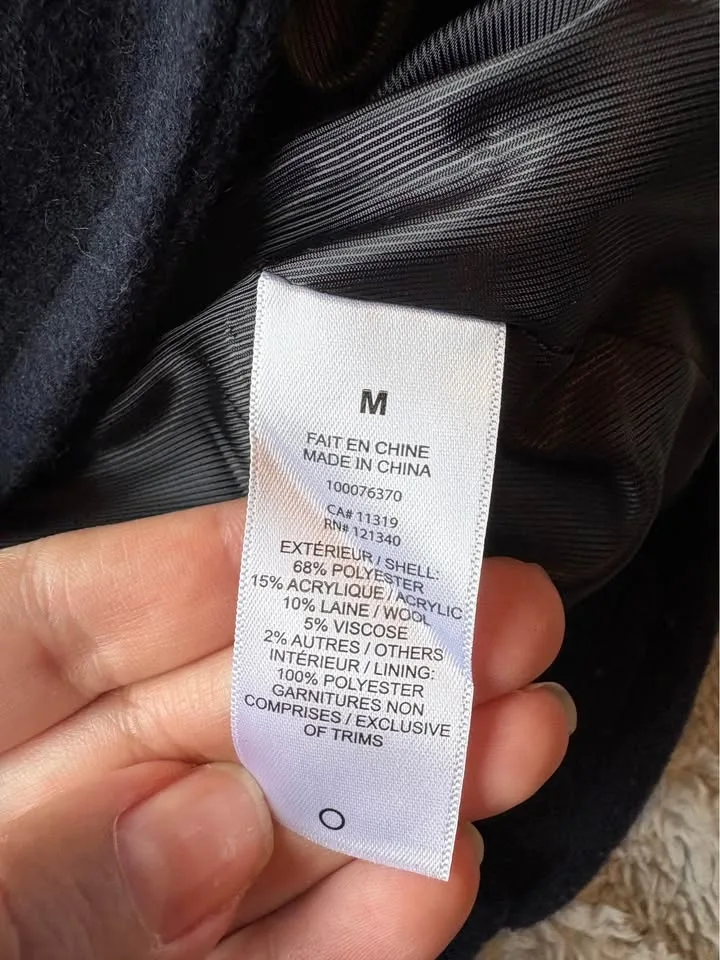 M
FAIT EN CHINE
MADE IN CHINA
100076370
CA# 11319
RN# 121340
EXTÉRIEUR / SHELL:
68% POLYESTER
15% ACRYLIQUE / ACRYLIC
10% LAINE / WOOL
5% VISCOSE
2% AUTRES / OTHERS
INTÉRIEUR / LINING:
100% POLYESTER
GARNITURES NON
COMPRISES / EXCLUSIVE
OF TRIMS